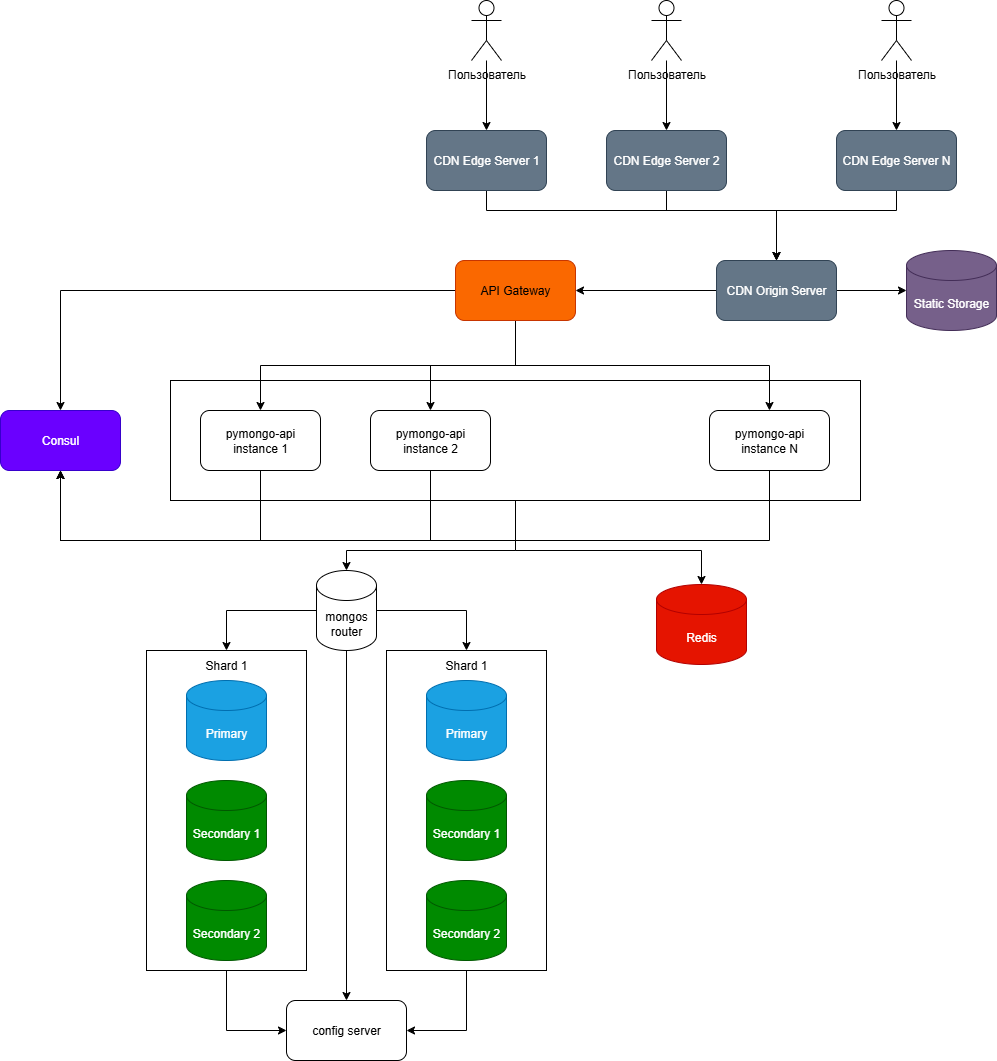 Пользователь
Пользователь
Пользователь
CDN Edge Server 1
CDN Edge Server 2
CDN Edge Server N
API Gateway
CDN Origin Server
Static Storage
Consul
pymongo-api
instance 1
pymongo-api
instance 2
pymongo-api
instance N
mongos
router
Redis
Shard 1
Primary
Secondary 1
Secondary 2
Shard 1
Primary
Secondary 1
Secondary 2
config server